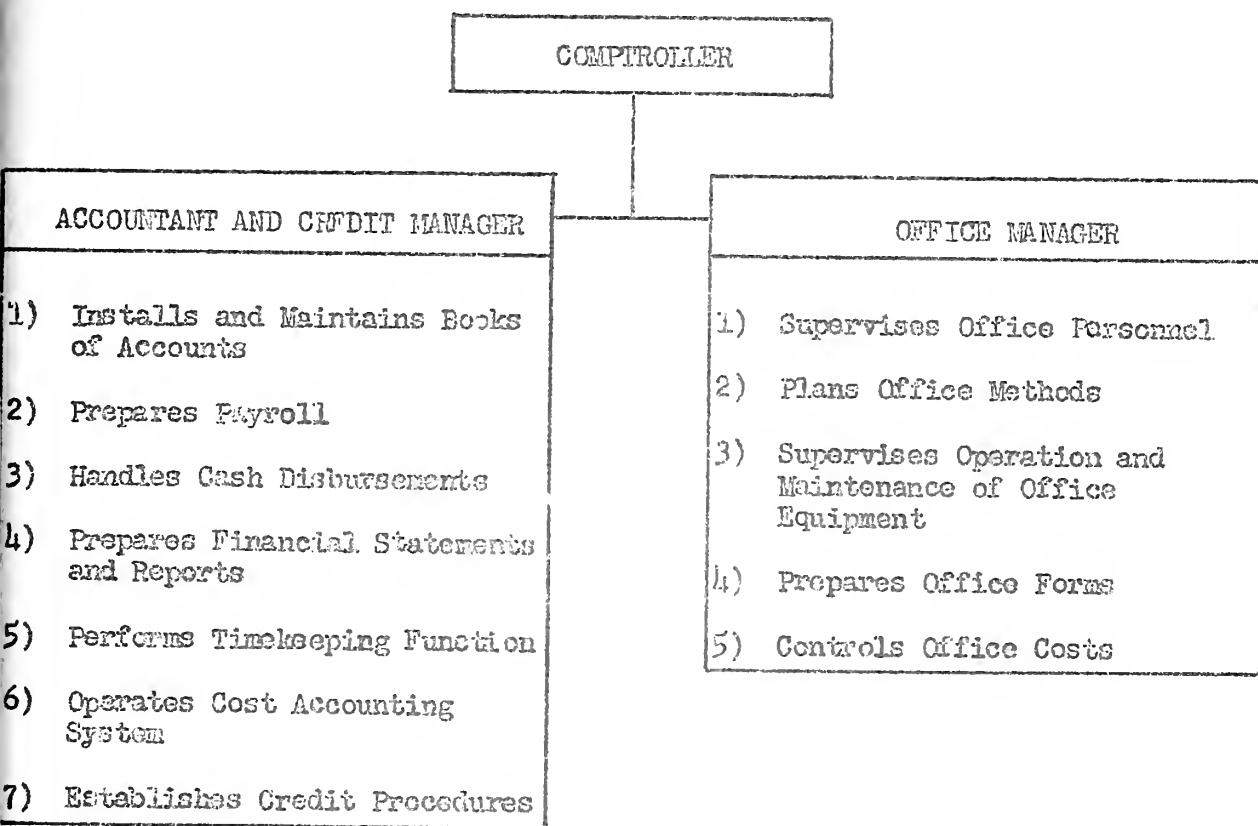 COMPTROLLER
ACCOUNTANT AND CREDIT MANAGER
1) Installs and Maintains Books
of Accounts
2) Prepares Payroll
3) Handles Cash Disbursements
4) Prepares Financial Statements
and Reports
5) Performs Timekeeping Function
6) Operates Cost Accounting
System
7) Establishes Credit Procedures
OFFICE MANAGER
1) Supervises Office Personnel
2) Plans Office Methods
3) Supervises Operation and
Maintenance of Office
Equipment
4) Prepares Office Forms
5) Controls Office Costs